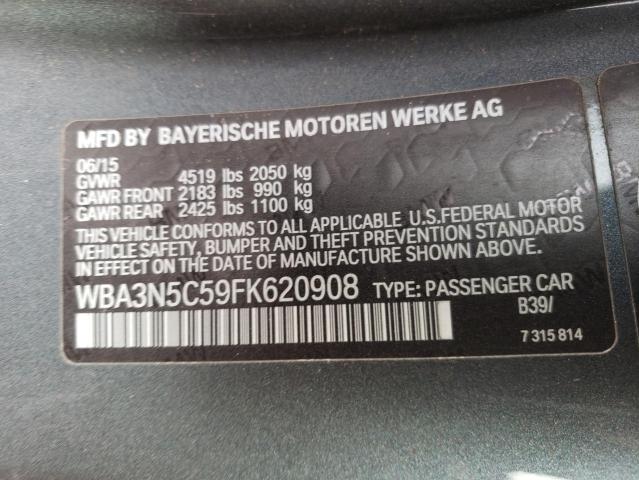 MFD BY BAYERISCHE MOTOREN WERKE AG
06/15
GVWR 4519 lbs 2050 kg
GAWR FRONT 2183 lbs 990 kg
GAWR REAR 2425 lbs 1100 kg
THIS VEHICLE CONFORMS TO ALL APPLICABLE U.S.FEDERAL MOTOR
VEHICLE SAFETY, BUMPER AND THEFT PREVENTION STANDARDS
IN EFFECT ON THE DATE OF MANUFACTURE SHOWN ABOVE.
WBA3N5C59FK620908 TYPE: PASSENGER CAR
B39/
7 315 814